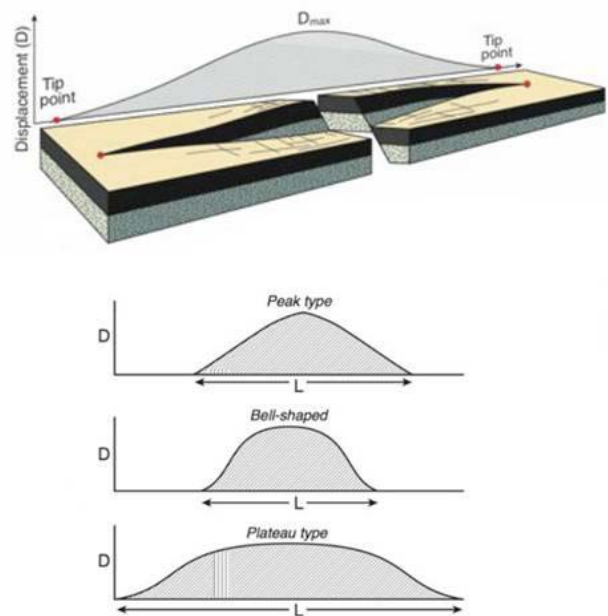 Displacement (D)
Dmax
Tip
point
Tip
point
Peak type
D
L
Bell-shaped
D
L
Plateau type
D
L